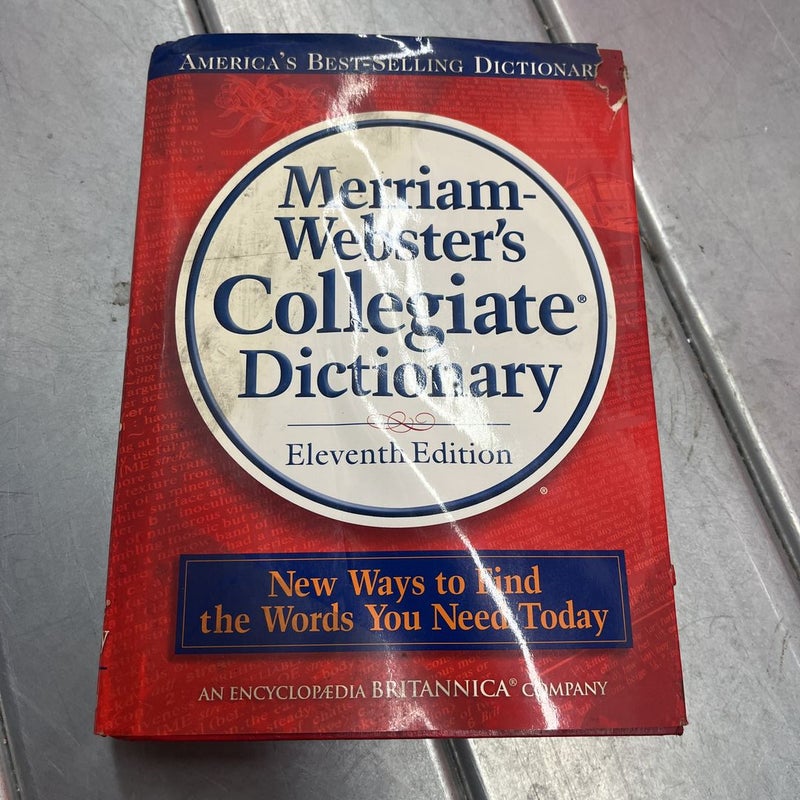 AMERICA'S BEST-SELLING DICTIONAR
Merriam-
Webster's
Collegiate®
Dictionary
Eleventh Edition
®
New Ways to Find
the Words You Need Today
AN ENCYCLOPÆDIA BRITANNICA® COMPANY